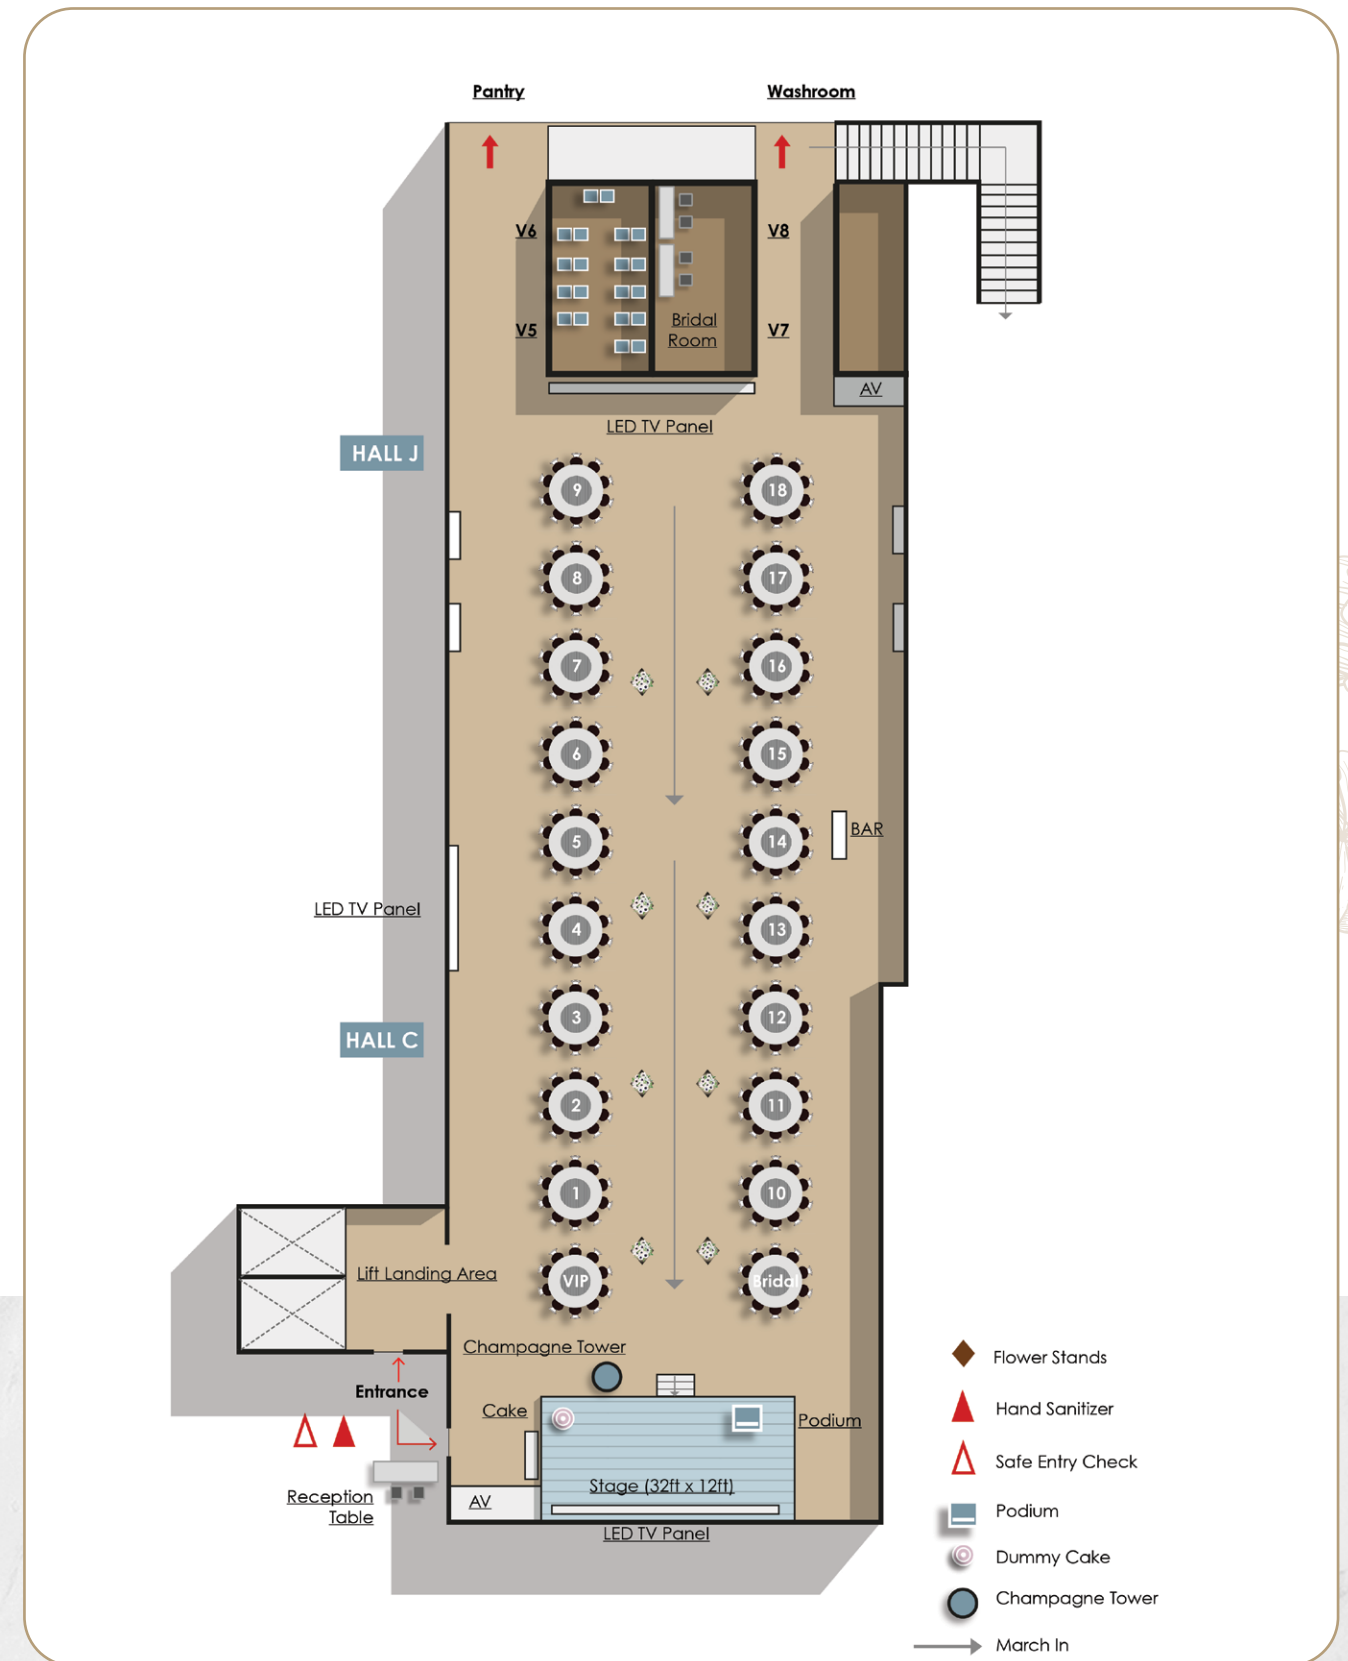 Pantry
Washroom
V6
V8
V5
Bridal
Room
V7
AV
LED TV Panel
HALL J
9
18
8
17
7
16
6
15
5
14
BAR
LED TV Panel
4
13
HALL C
3
12
2
11
1
10
Lift Landing Area
VIP
Bridal
Champagne Tower
Entrance
Cake
Podium
Stage (32ft x 12ft)
Reception
Table
AV
LED TV Panel
Flower Stands
Hand Sanitizer
Safe Entry Check
Podium
Dummy Cake
Champagne Tower
March In